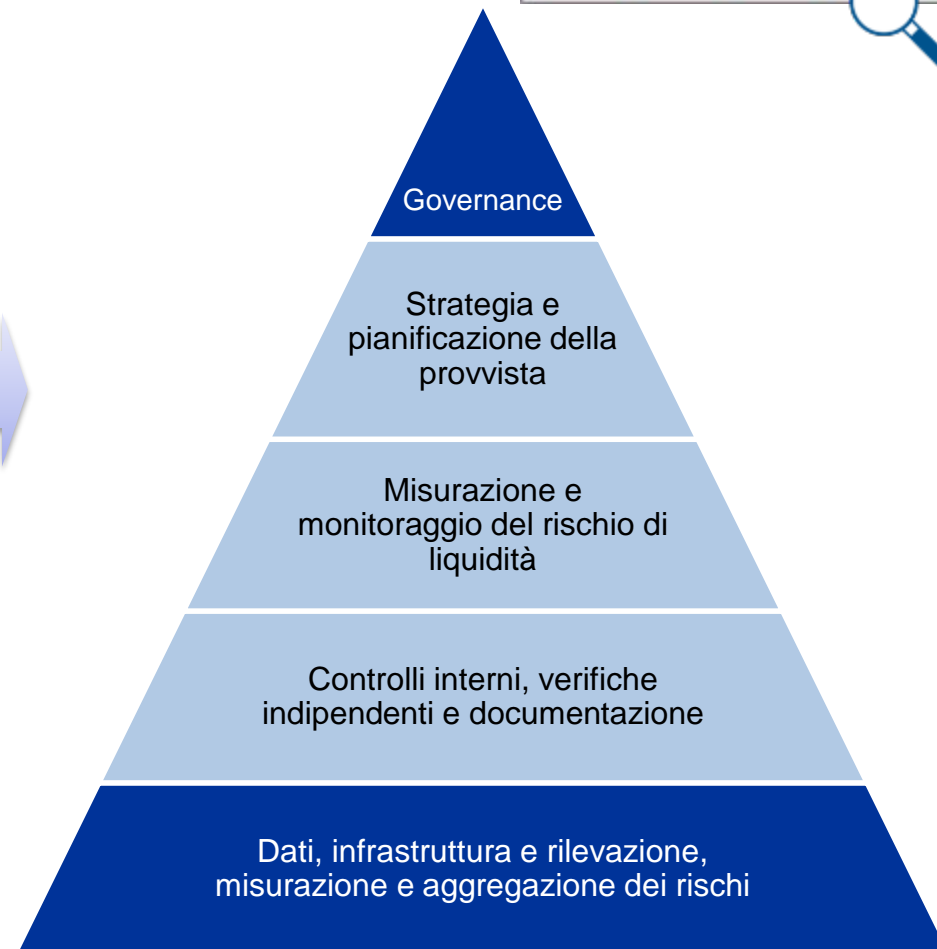 Governance
Strategia e
pianificazione della
provvista
Misurazione e
monitoraggio del rischio di
liquidità
Controlli interni, verifiche
indipendenti e documentazione
Dati, infrastruttura e rilevazione,
misurazione e aggregazione dei rischi